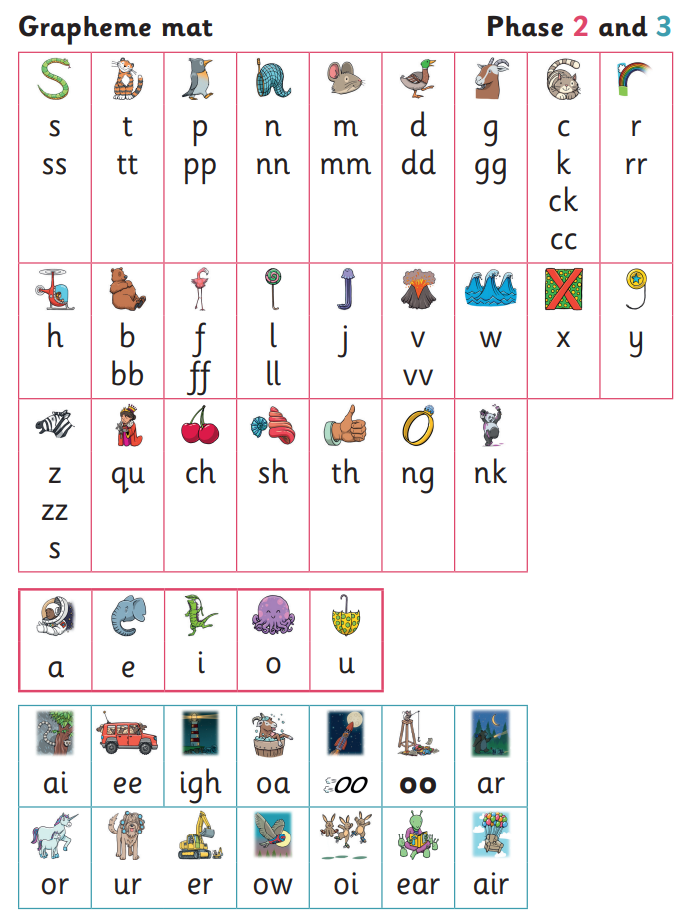 Grapheme mat Phase 2 and 3
s t p n m d g c r
ss tt pp nn mm dd gg k rr
ck
cc
h b f l j v w x y
bb ff ll vv
z qu ch sh th ng nk
zz
s
a e i o u
ai ee igh oa oo oo ar
or ur er ow oi ear air